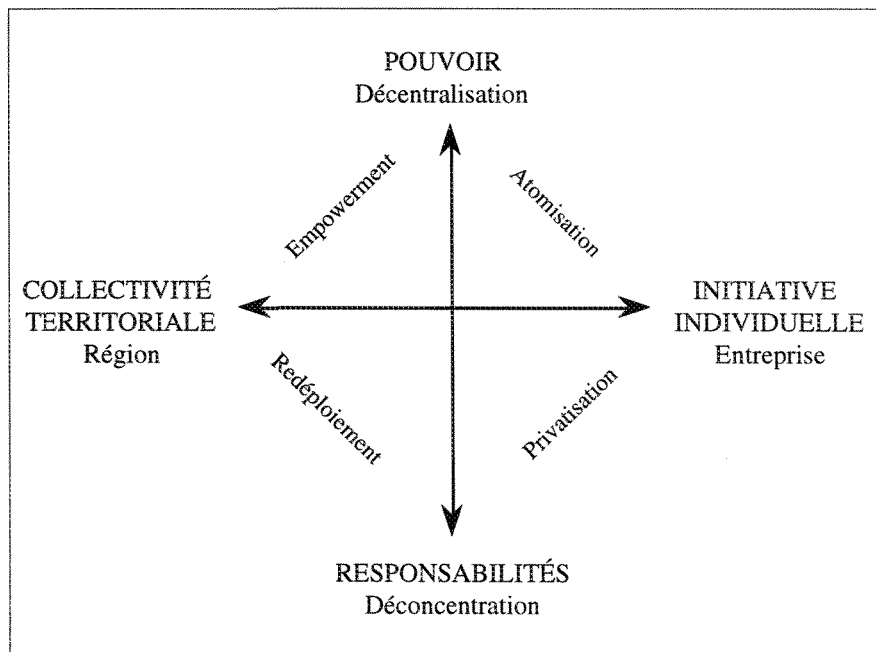 POUVOIR
Décentralisation
Empowerment
Atomisation
COLLECTIVITÉ
TERRITORIALE
Région
INITIATIVE
INDIVIDUELLE
Entreprise
Redéploiement
Privatisation
RESPONSABILITÉS
Déconcentration